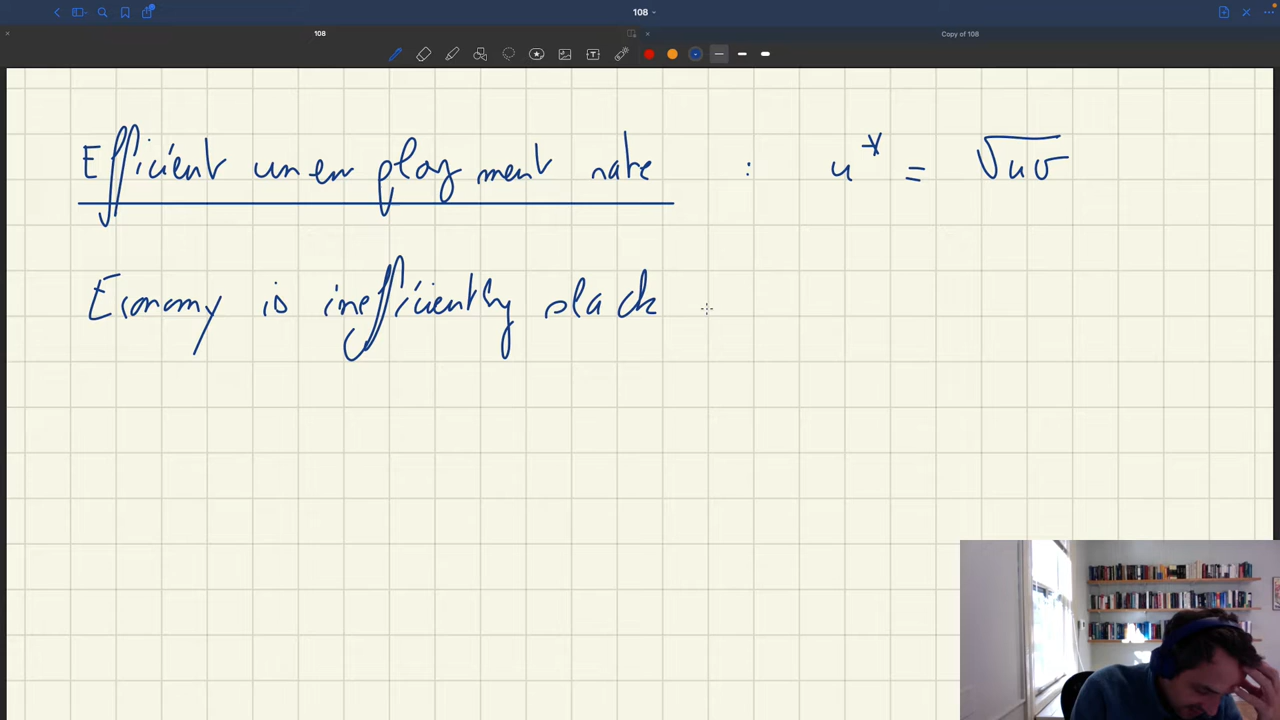 108
108
Copy of 108
Efficient unemployment rate : u* = √uv
Economy is inefficiently slack